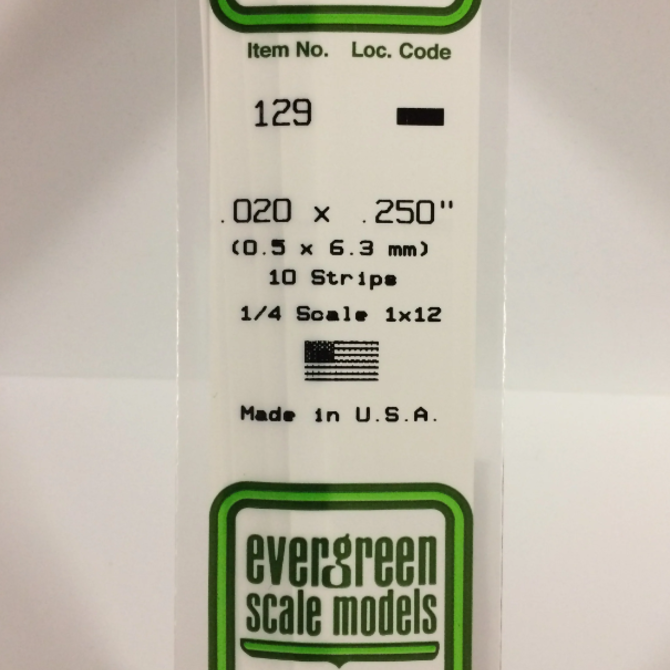 Item No. Loc. Code
129
.020 x .250"
(0.5 x 6.3 mm)
10 Strips
1/4 Scale 1x12
Made in U.S.A.
evergreen
scale models